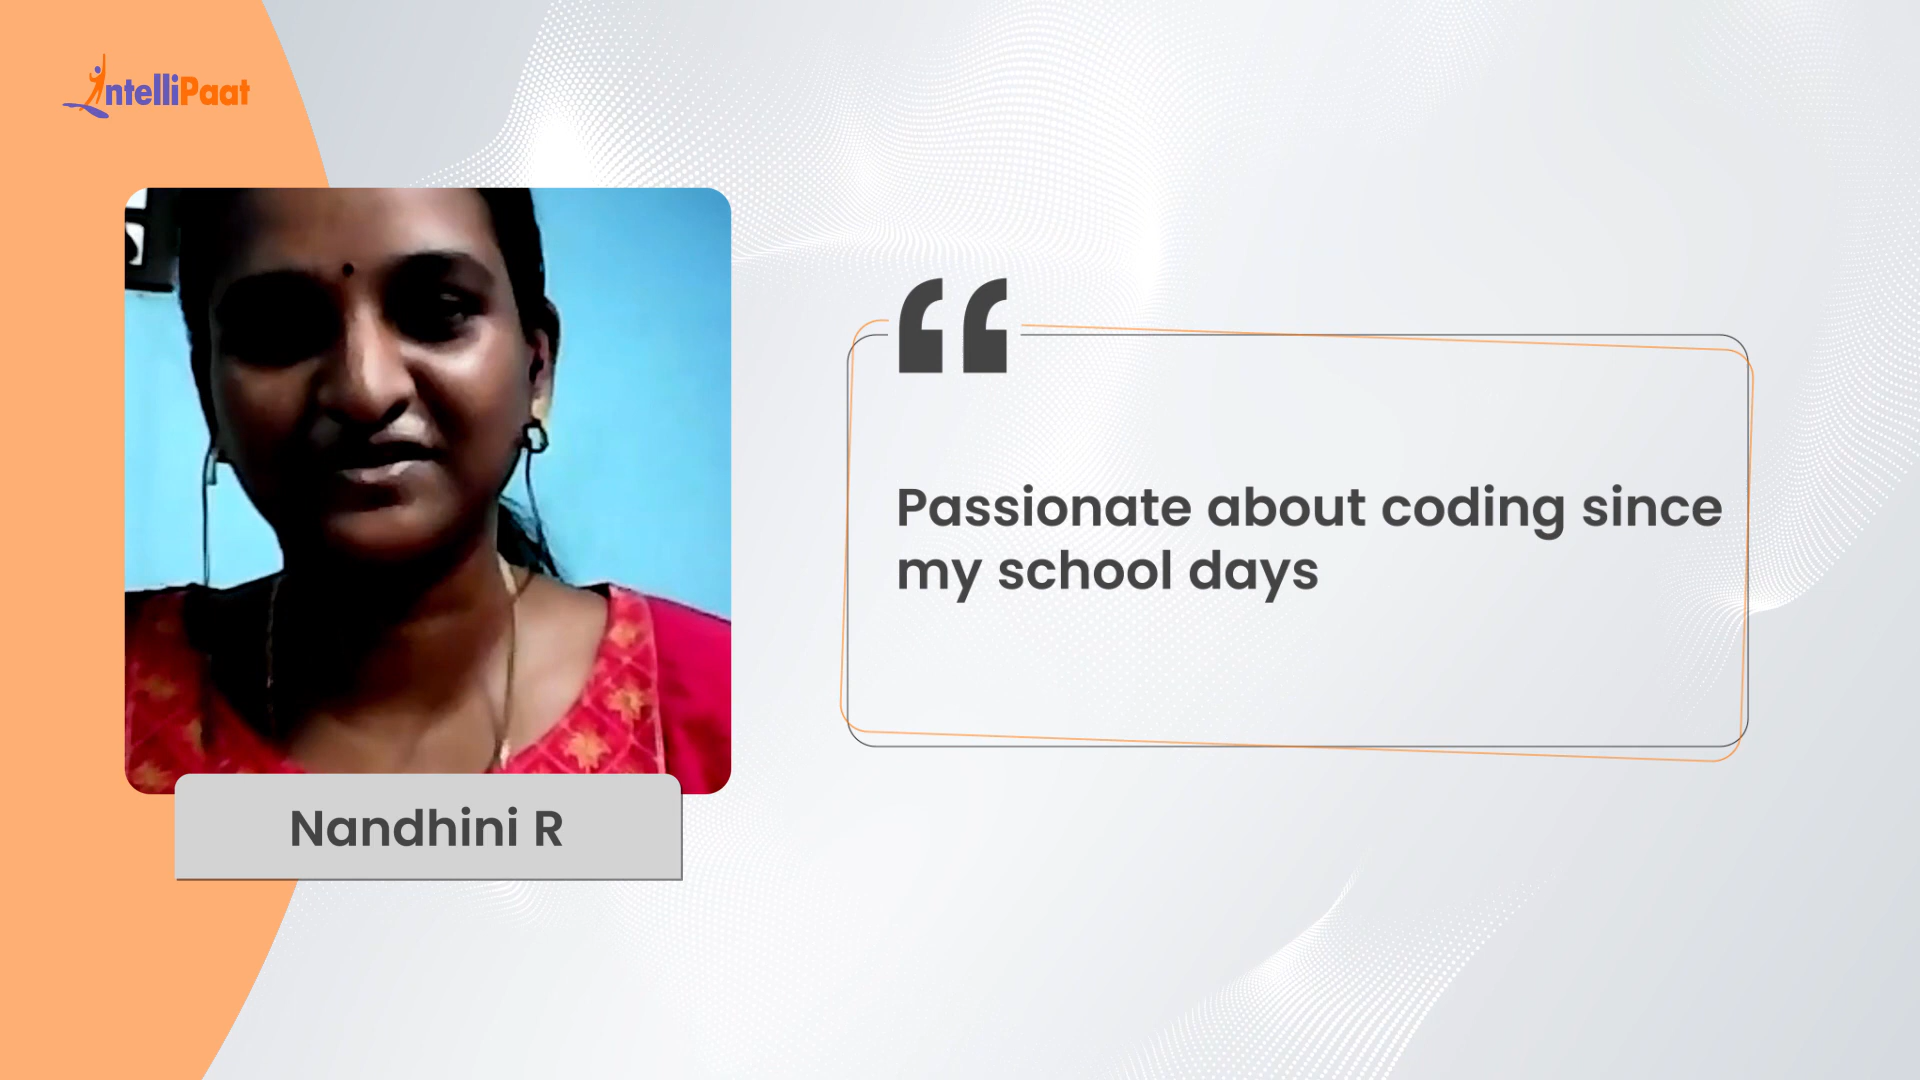 IntelliPaat
Passionate about coding since
my school days
Nandhini R